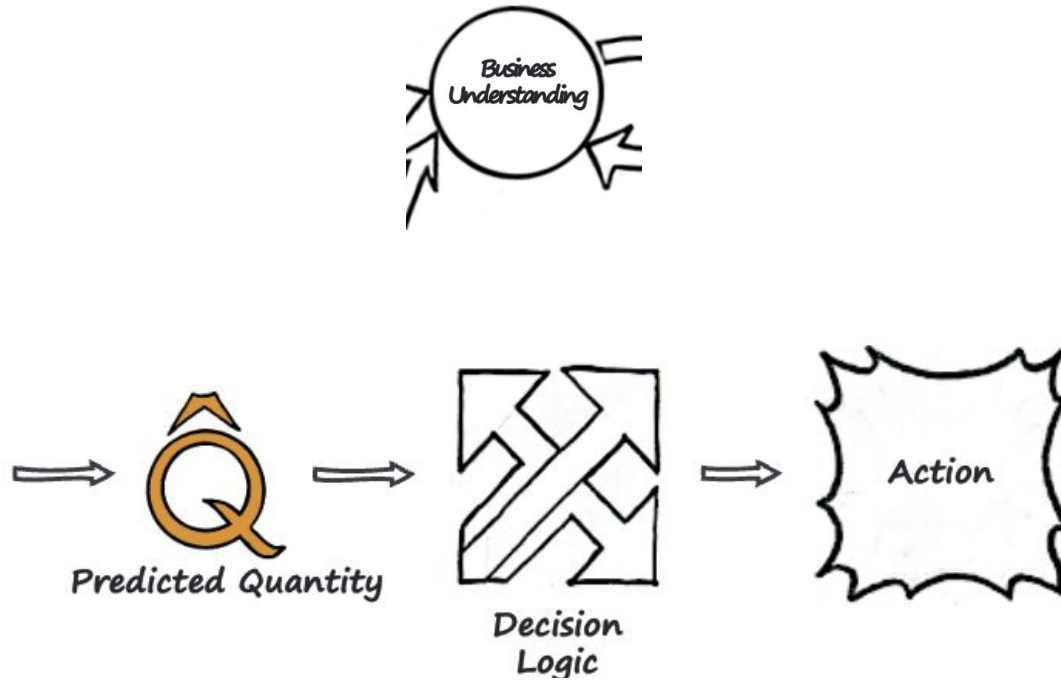 Business
Understanding
Q̂
Predicted Quantity
Decision
Logic
Action